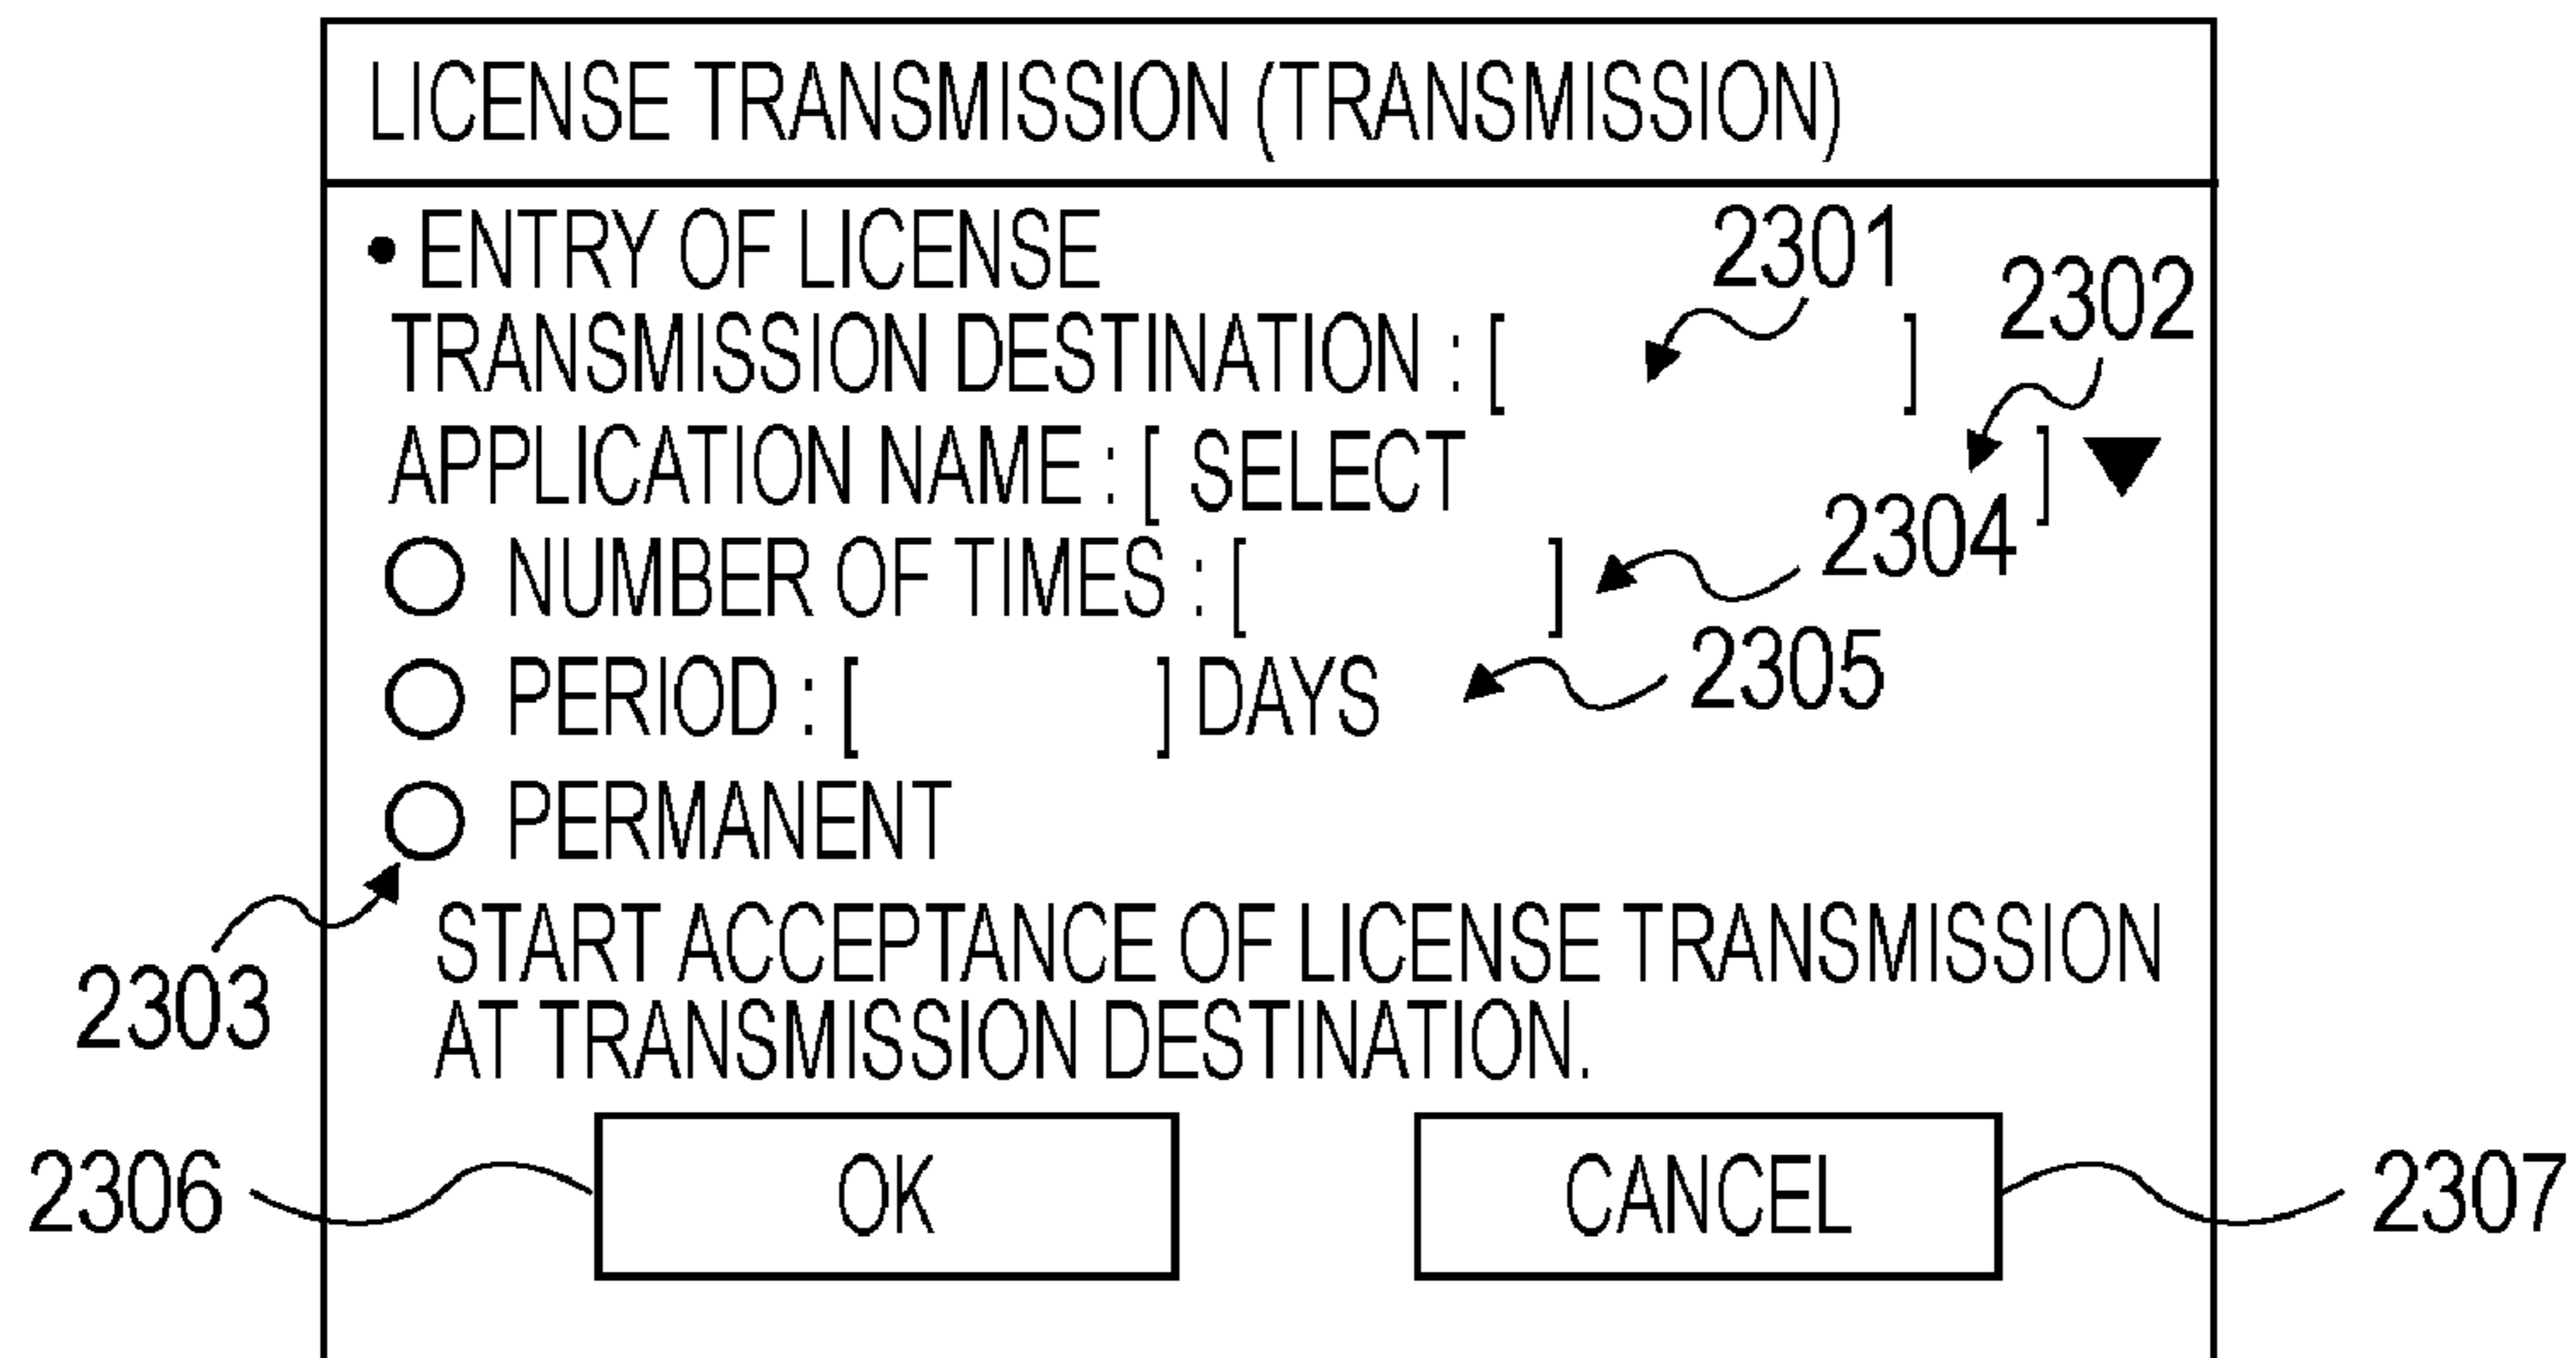 LICENSE TRANSMISSION (TRANSMISSION)
• ENTRY OF LICENSE
2301
TRANSMISSION DESTINATION : [ ]
2302
APPLICATION NAME : [ SELECT ] ▼
NUMBER OF TIMES : [ ]
2304
PERIOD : [ ] DAYS
2305
PERMANENT
2303
START ACCEPTANCE OF LICENSE TRANSMISSION
AT TRANSMISSION DESTINATION.
2306
OK
CANCEL
2307